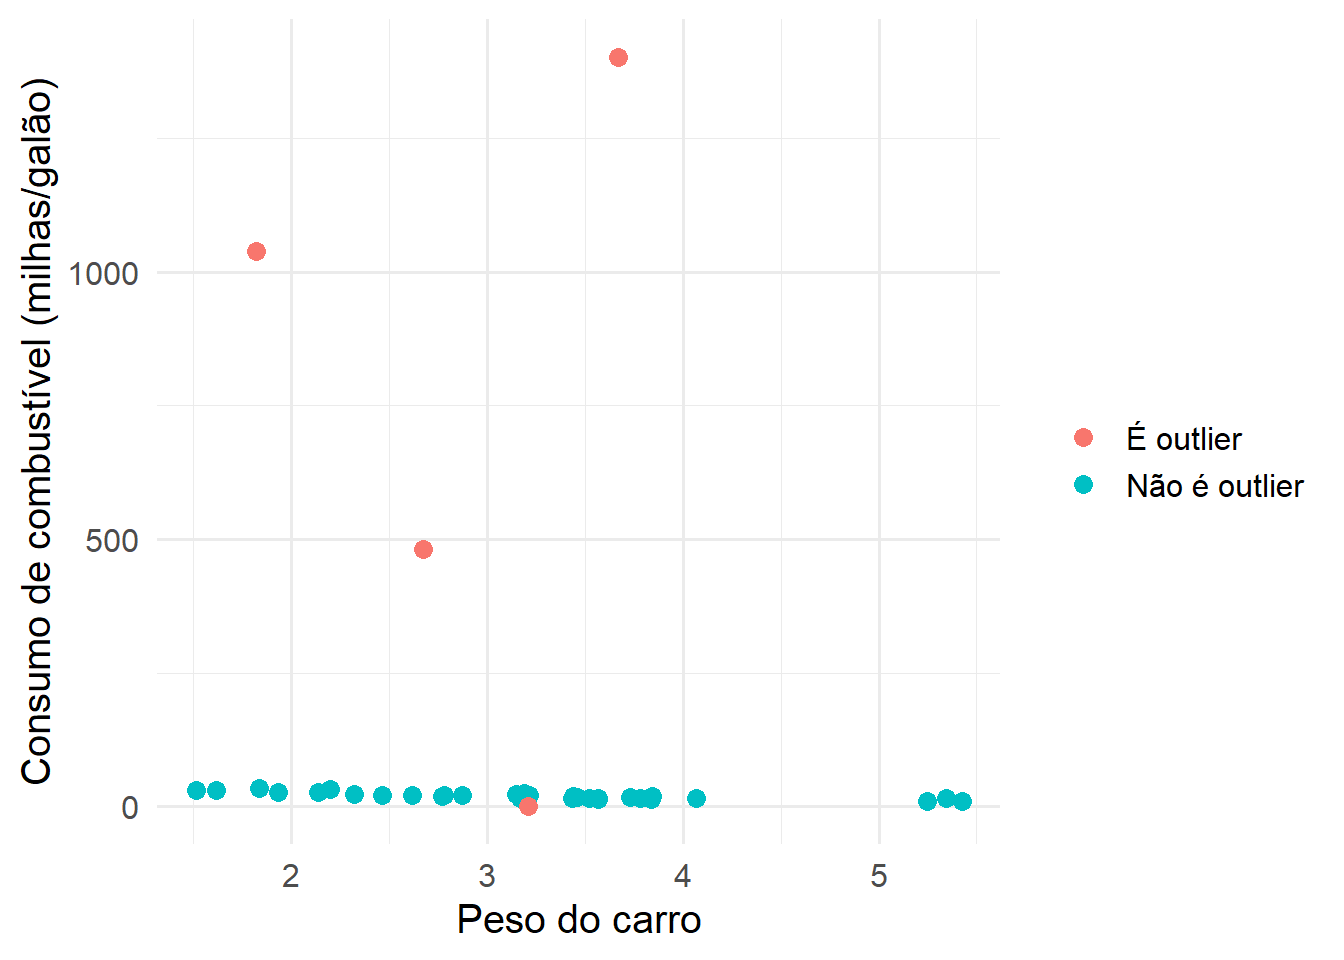 Consumo de combustível (milhas/galão)
1000
500
0
2 3 4 5
Peso do carro
É outlier
Não é outlier